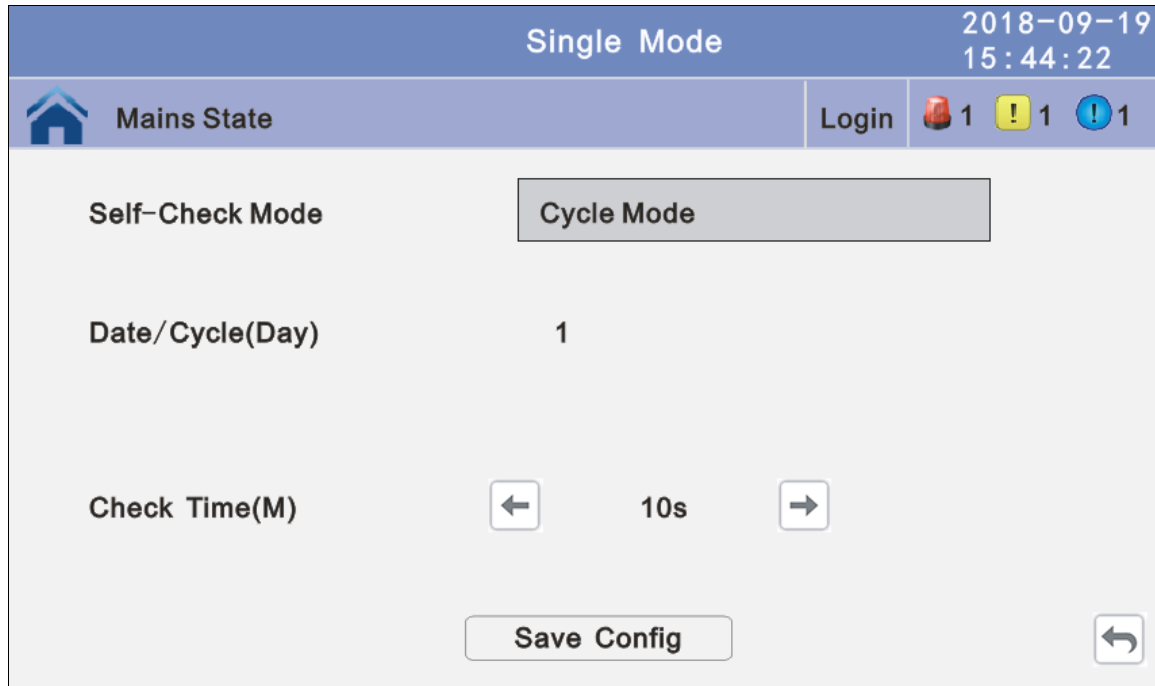 Single Mode
2018-09-19
15:44:22
Mains State
Login
1
! 1
! 1
Self-Check Mode
Cycle Mode
Date/Cycle(Day)
1
Check Time(M)
10s
Save Config